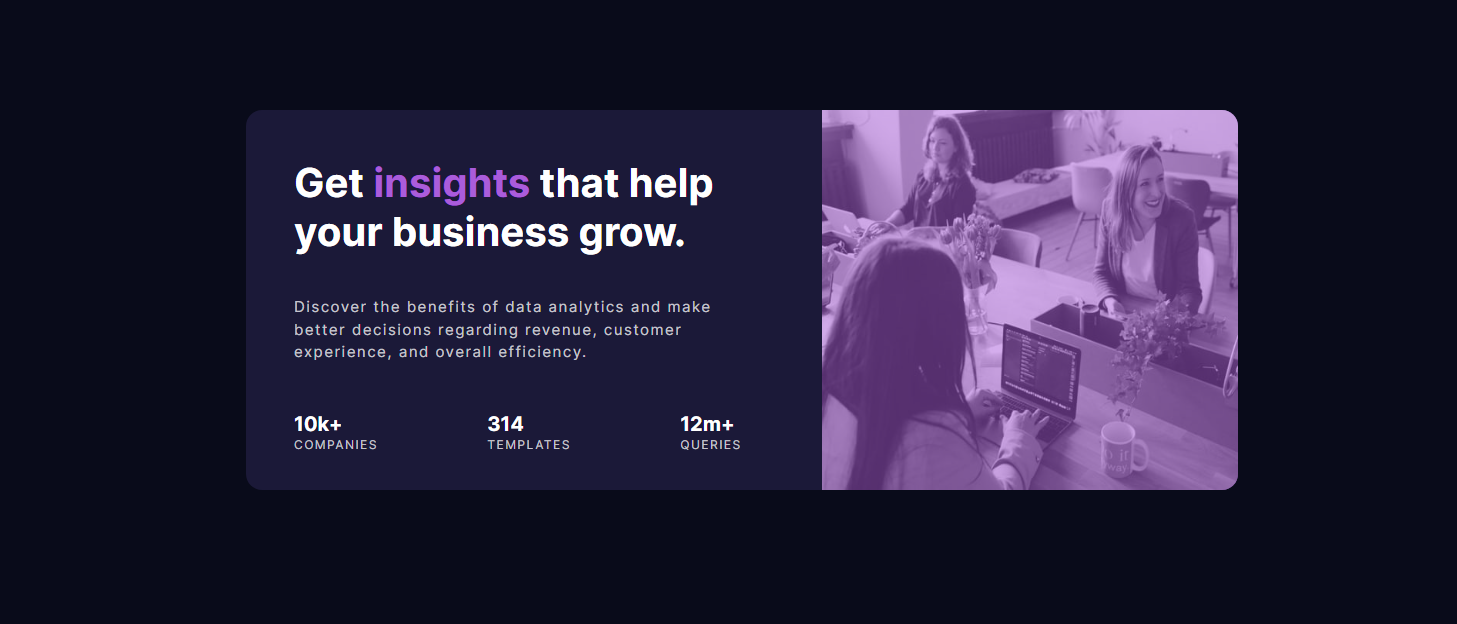 Get insights that help
your business grow.
Discover the benefits of data analytics and make
better decisions regarding revenue, customer
experience, and overall efficiency.
10k+ 314 12m+
COMPANIES TEMPLATES QUERIES